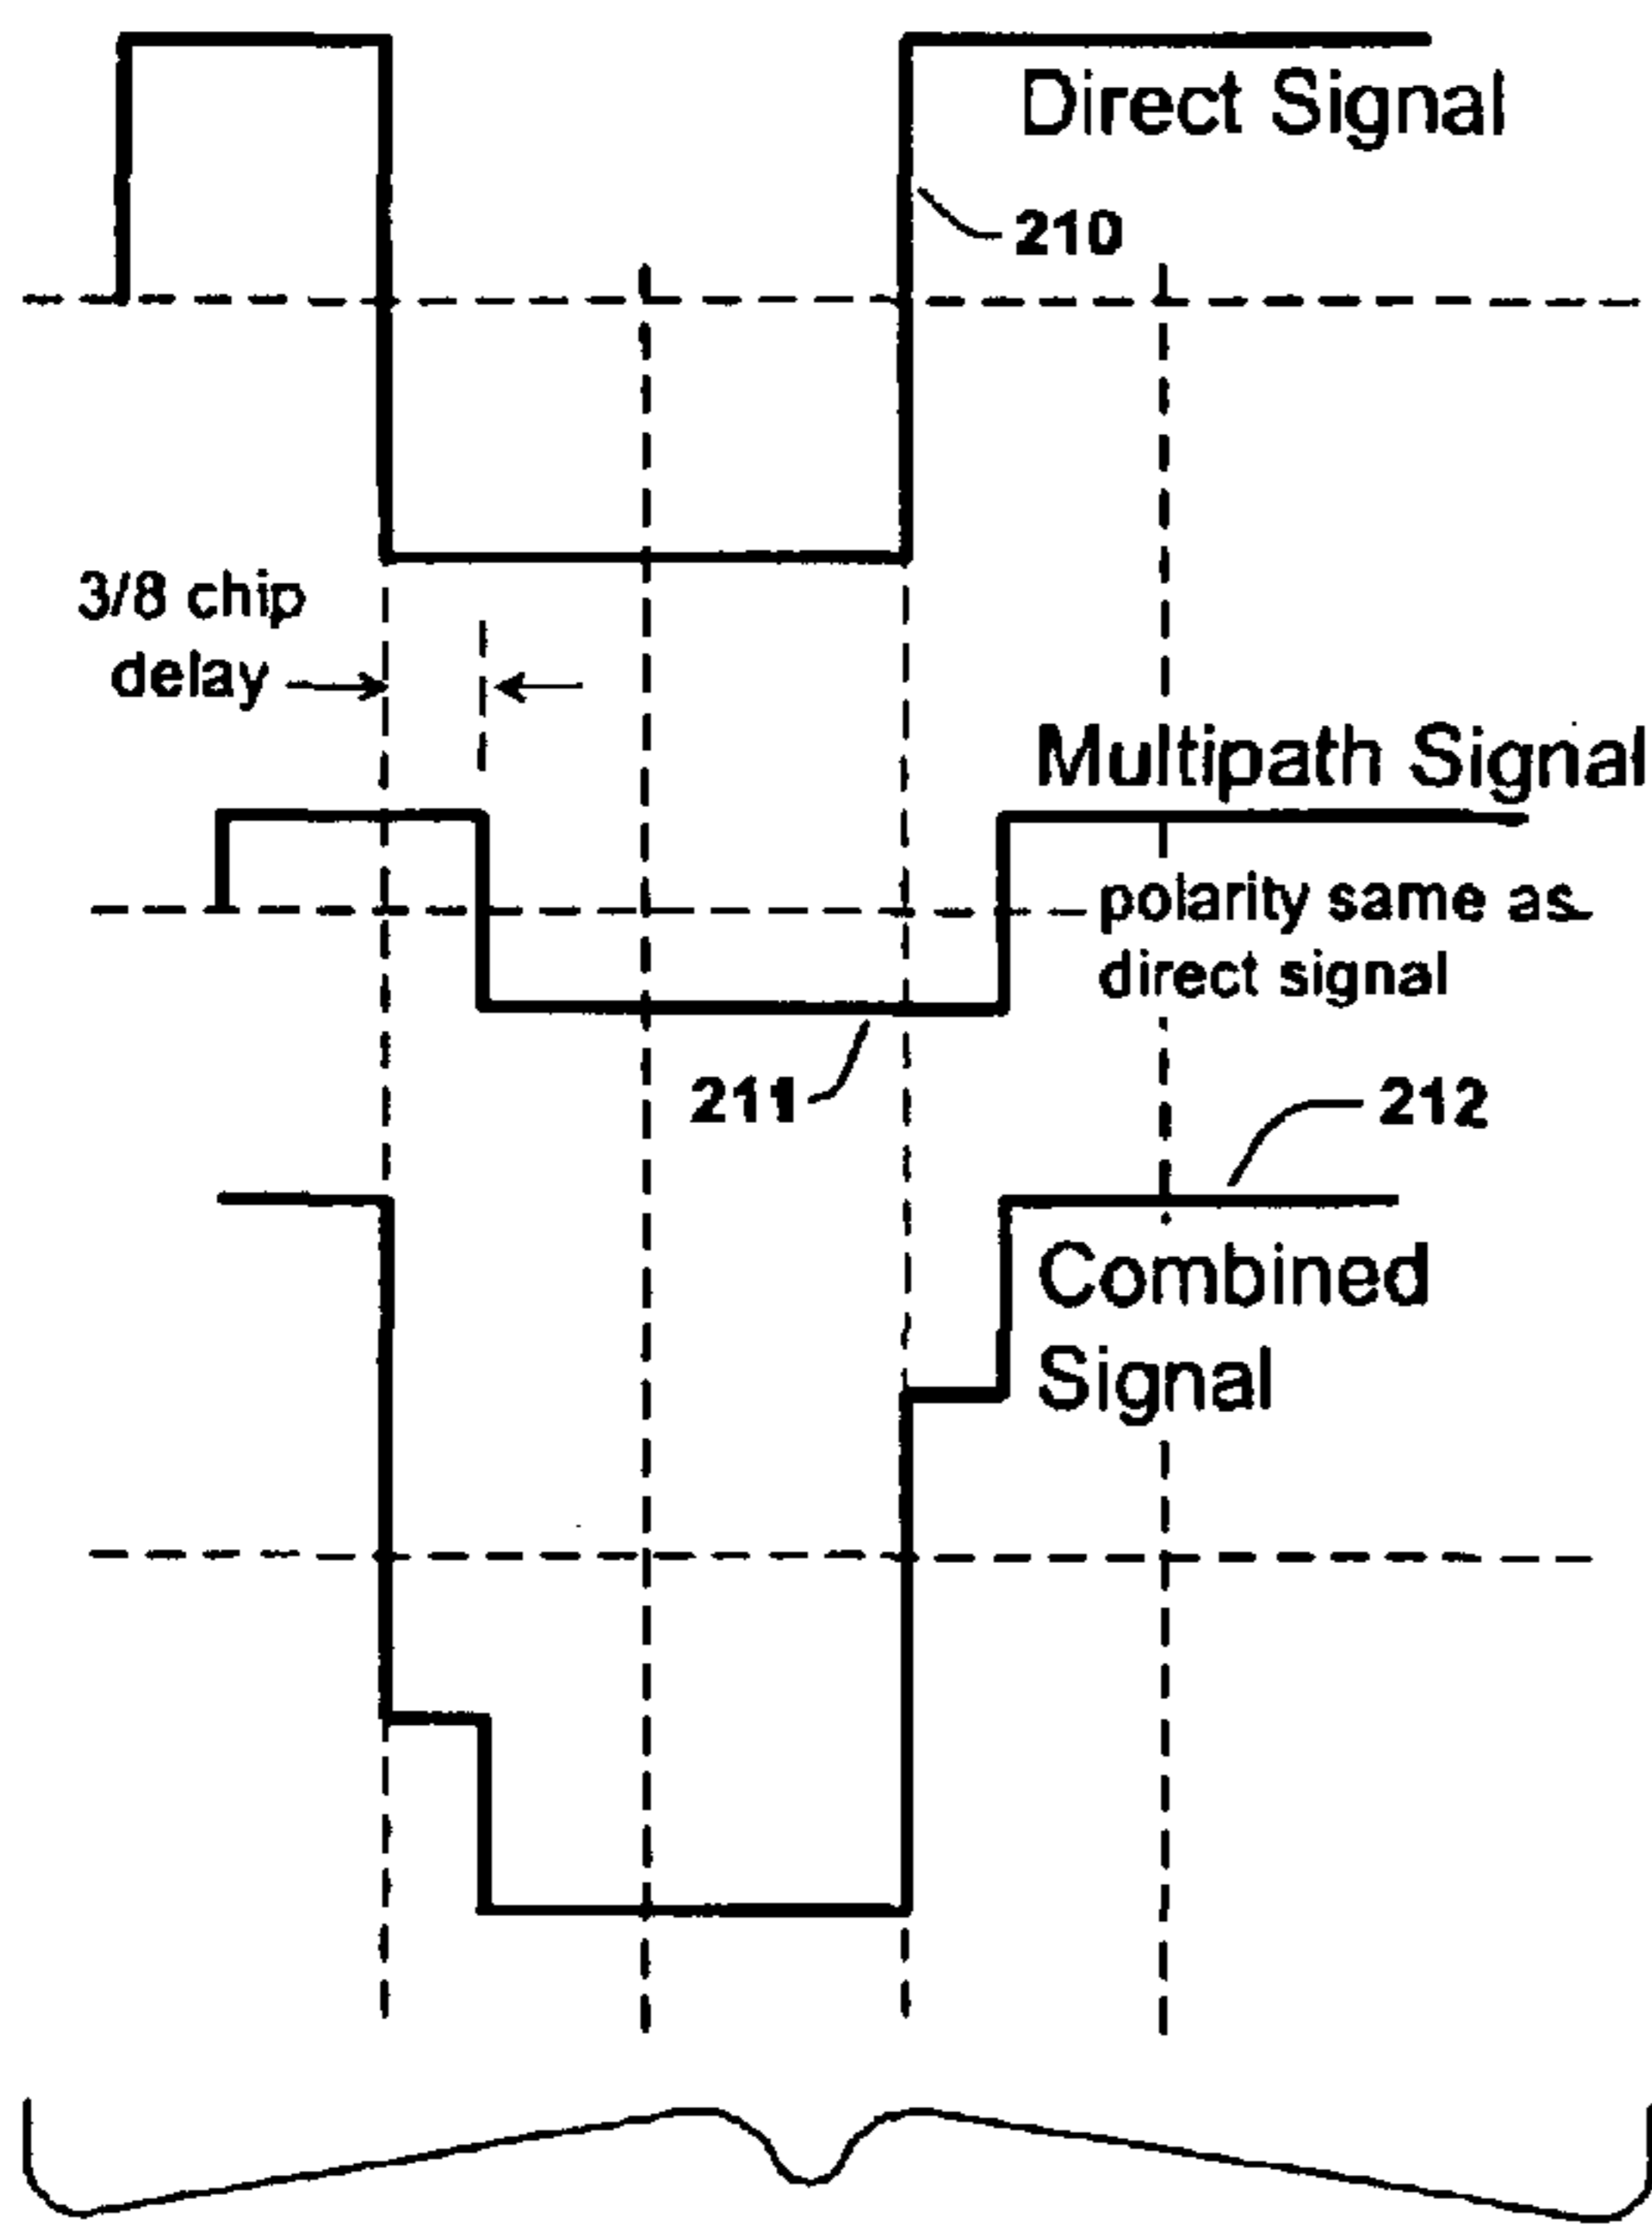 Direct Signal
210
3/8 chip
delay
Multipath Signal
polarity same as
direct signal
211
212
Combined
Signal